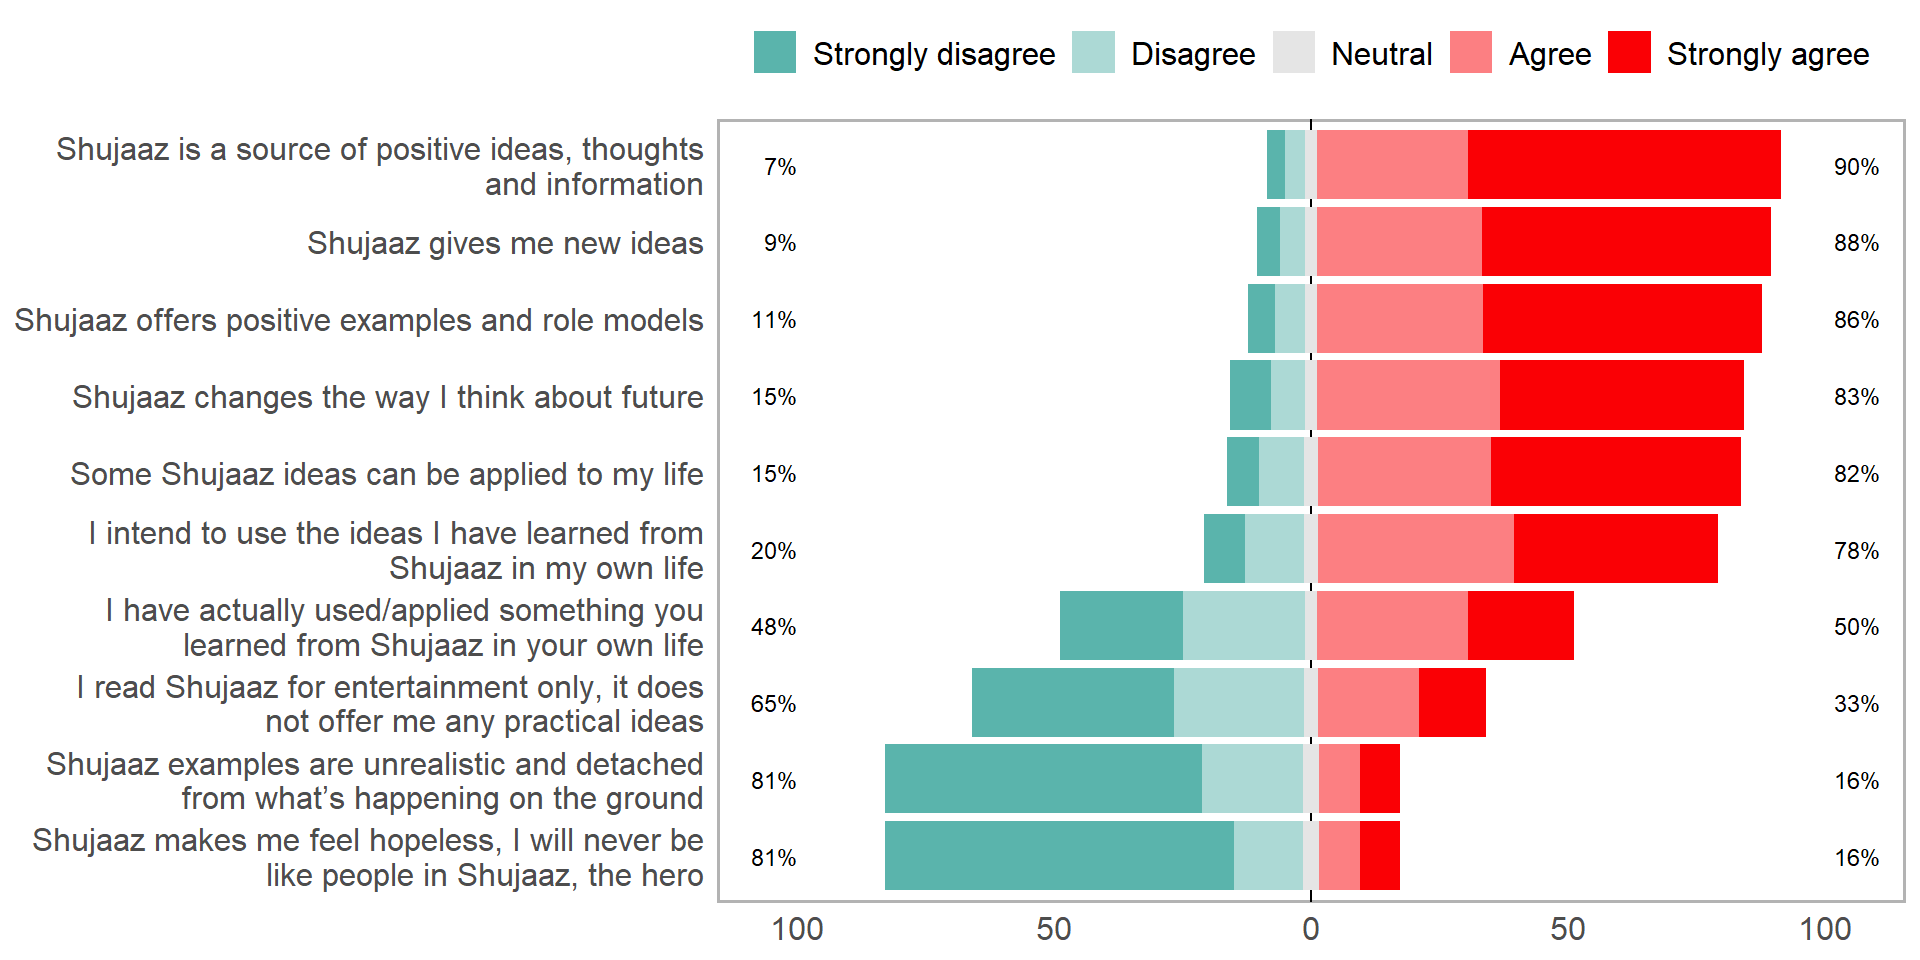 Strongly disagree Disagree Neutral Agree Strongly agree
Shujaaz is a source of positive ideas, thoughts
and information
7% 90%
Shujaaz gives me new ideas
9% 88%
Shujaaz offers positive examples and role models
11% 86%
Shujaaz changes the way I think about future
15% 83%
Some Shujaaz ideas can be applied to my life
15% 82%
I intend to use the ideas I have learned from
Shujaaz in my own life
20% 78%
I have actually used/applied something you
learned from Shujaaz in your own life
48% 50%
I read Shujaaz for entertainment only, it does
not offer me any practical ideas
65% 33%
Shujaaz examples are unrealistic and detached
from what’s happening on the ground
81% 16%
Shujaaz makes me feel hopeless, I will never be
like people in Shujaaz, the hero
81% 16%
100 50 0 50 100